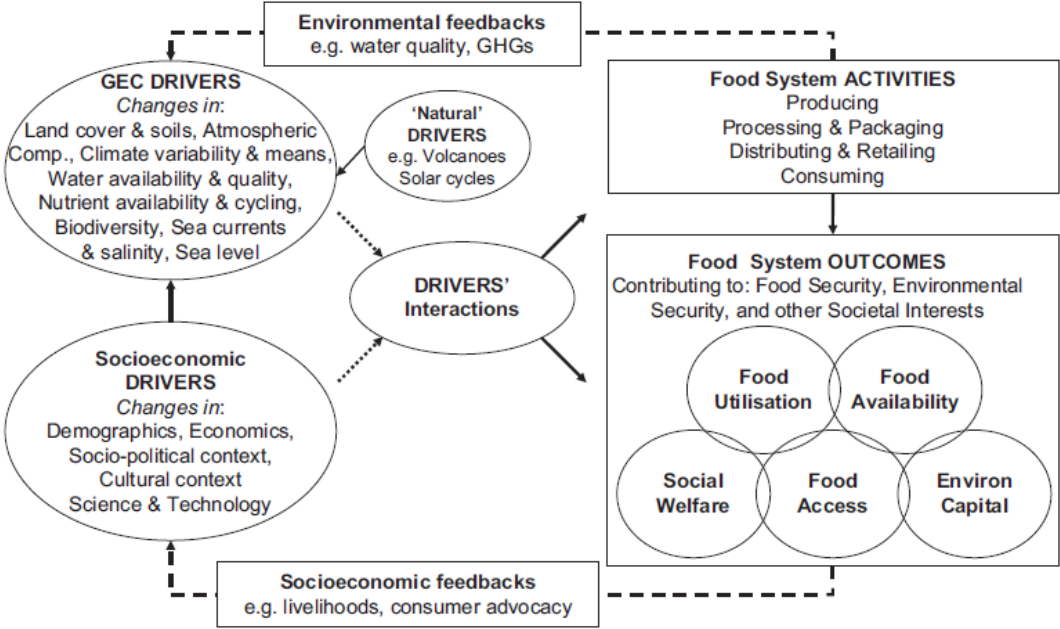 Environmental feedbacks
e.g. water quality, GHGs
GEC DRIVERS
Changes in:
Land cover & soils, Atmospheric
Comp., Climate variability & means,
Water availability & quality,
Nutrient availability & cycling,
Biodiversity, Sea currents
& salinity, Sea level
‘Natural’
DRIVERS
e.g. Volcanoes
Solar cycles
Food System ACTIVITIES
Producing
Processing & Packaging
Distributing & Retailing
Consuming
DRIVERS’
Interactions
Food System OUTCOMES
Contributing to: Food Security, Environmental
Security, and other Societal Interests
Food
Utilisation
Food
Availability
Social
Welfare
Food
Access
Environ
Capital
Socioeconomic
DRIVERS
Changes in:
Demographics, Economics,
Socio-political context,
Cultural context
Science & Technology
Socioeconomic feedbacks
e.g. livelihoods, consumer advocacy